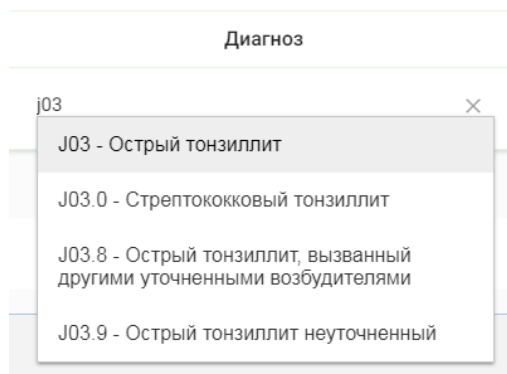 Диагноз
j03
J03 - Острый тонзиллит
J03.0 - Стрептококковый тонзиллит
J03.8 - Острый тонзиллит, вызванный
другими уточненными возбудителями
J03.9 - Острый тонзиллит неуточненный